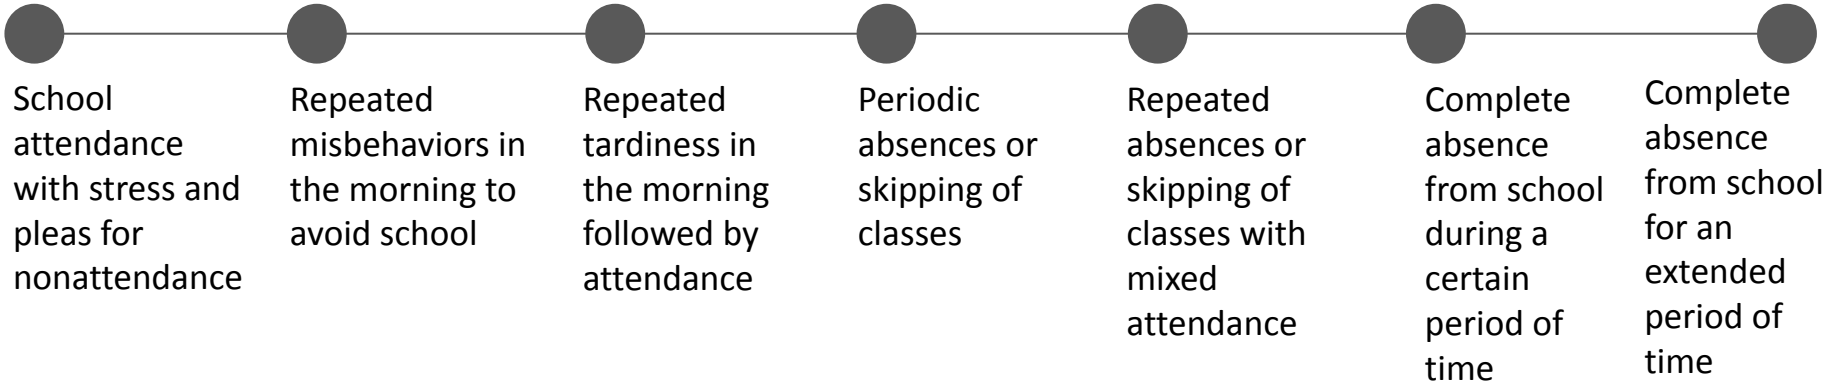 School
attendance
with stress and
pleas for
nonattendance
Repeated
misbehaviors in
the morning to
avoid school
Repeated
tardiness in
the morning
followed by
attendance
Periodic
absences or
skipping of
classes
Repeated
absences or
skipping of
classes with
mixed
attendance
Complete
absence
from school
during a
certain
period of
time
Complete
absence
from school
for an
extended
period of
time